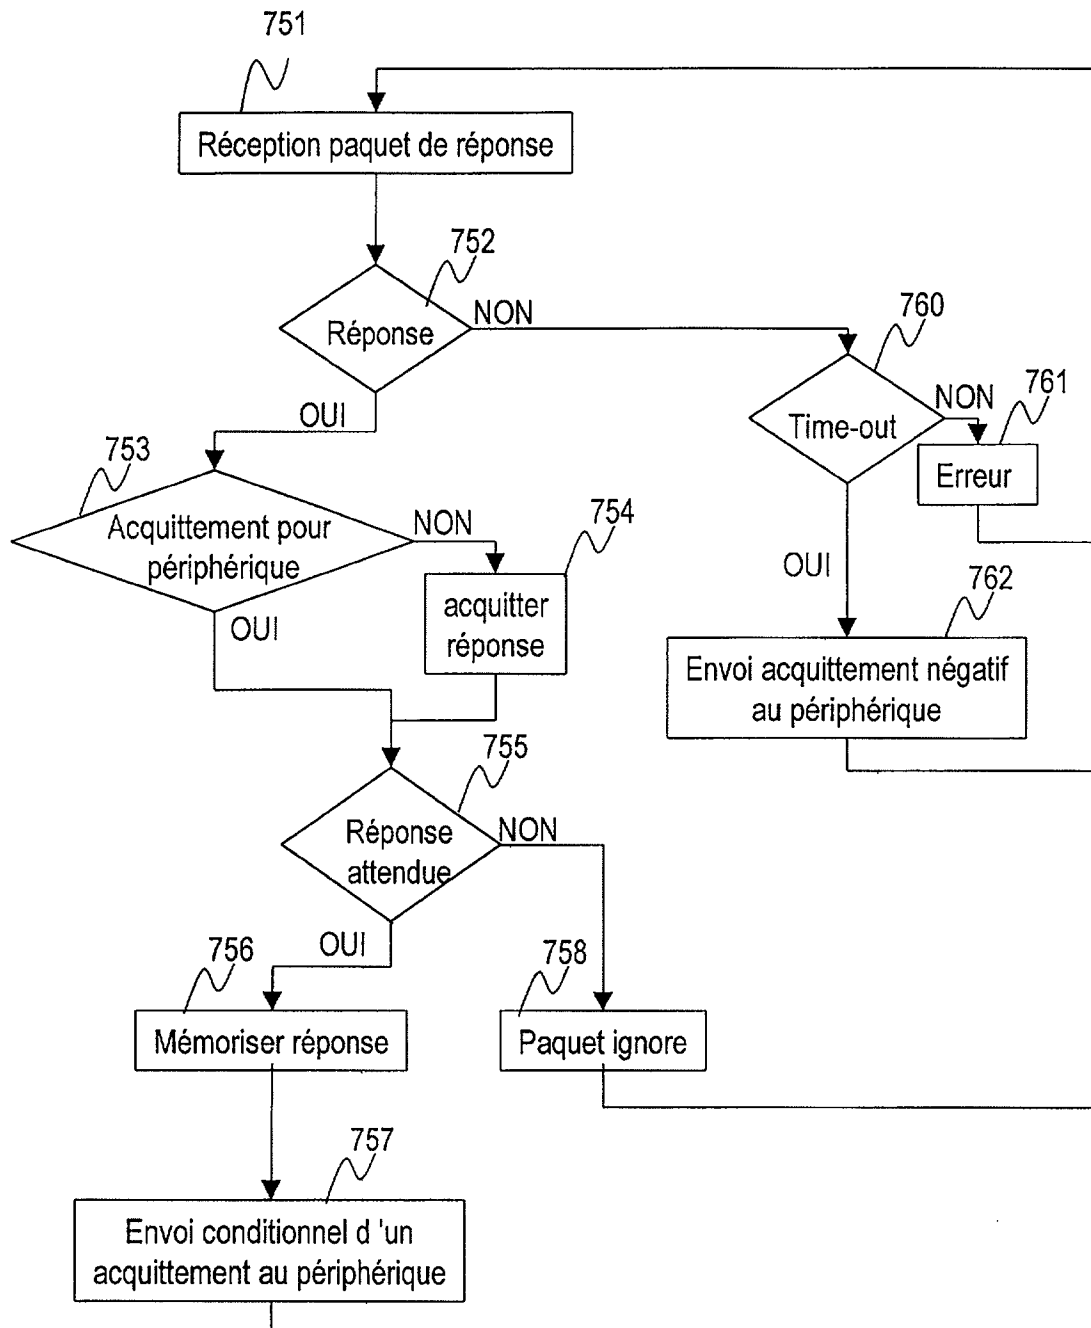 751
Réception paquet de réponse
752
Réponse
NON
OUI
760
Time-out
NON
761
Erreur
753
Acquittement pour
périphérique
NON
754
acquitter
réponse
OUI
OUI
762
Envoi acquittement négatif
au périphérique
755
Réponse
attendue
NON
OUI
756
Mémoriser réponse
758
Paquet ignore
757
Envoi conditionnel d 'un
acquittement au périphérique